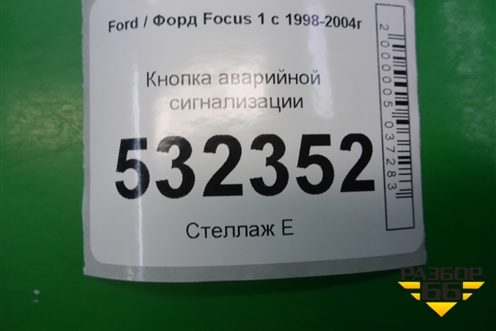 Ford / Форд Focus 1 с 1998-2004г
Кнопка аварийной
сигнализации
532352
Стеллаж Е
2000005037283
РАЗБОР
66